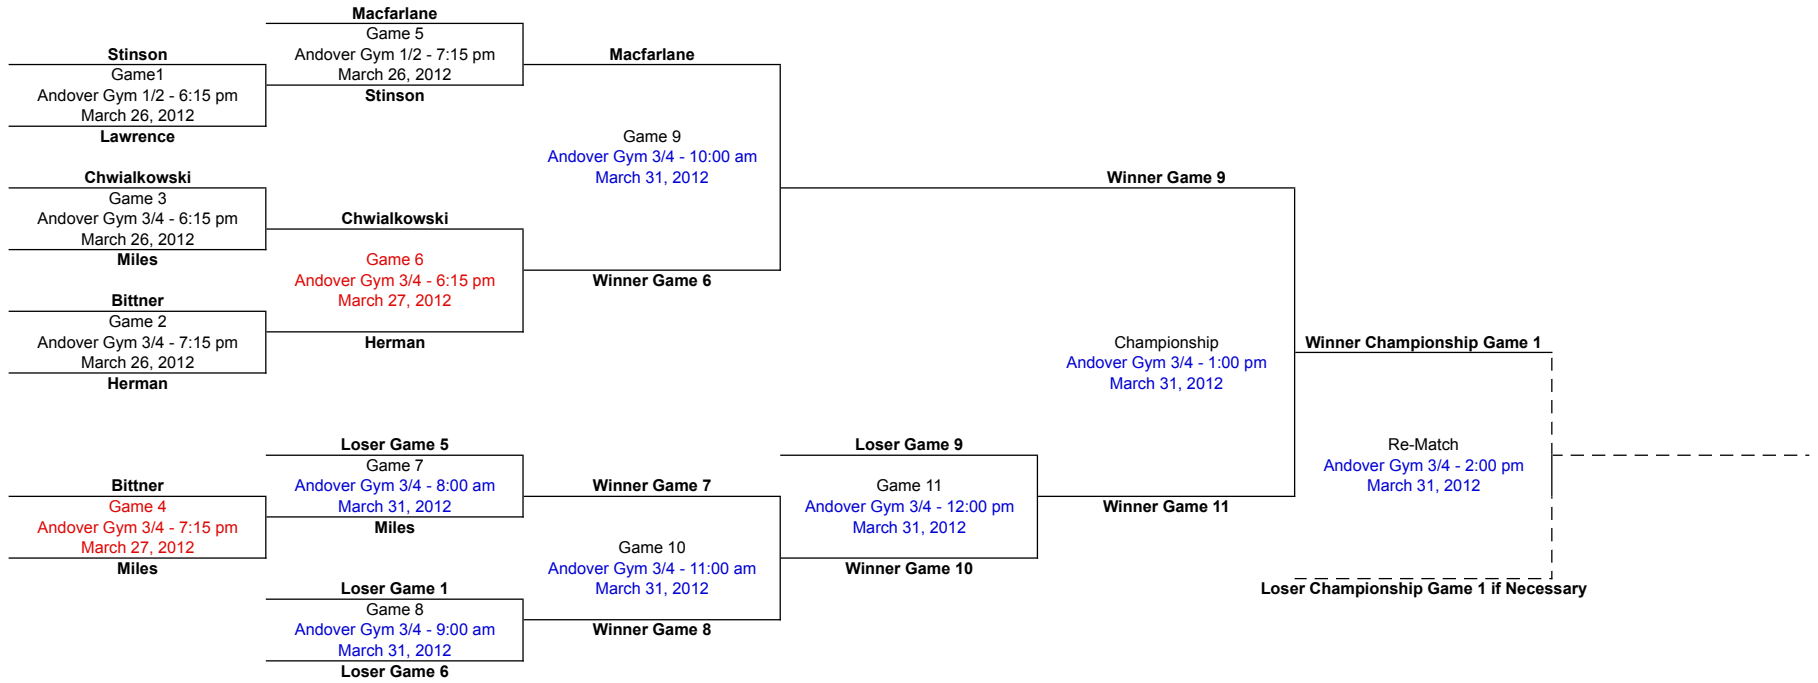 Macfarlane
Game 5
Andover Gym 1/2 - 7:15 pm
March 26, 2012
Stinson
Stinson
Game1
Andover Gym 1/2 - 6:15 pm
March 26, 2012
Lawrence
Macfarlane
Game 9
Andover Gym 3/4 - 10:00 am
March 31, 2012
Winner Game 6
Chwialkowski
Game 3
Andover Gym 3/4 - 6:15 pm
March 26, 2012
Miles
Chwialkowski
Game 6
Andover Gym 3/4 - 6:15 pm
March 27, 2012
Herman
Bittner
Game 2
Andover Gym 3/4 - 7:15 pm
March 26, 2012
Herman
Winner Game 9
Championship
Andover Gym 3/4 - 1:00 pm
March 31, 2012
Winner Game 11
Winner Championship Game 1
Re-Match
Andover Gym 3/4 - 2:00 pm
March 31, 2012
Loser Championship Game 1 if Necessary
Loser Game 5
Game 7
Andover Gym 3/4 - 8:00 am
March 31, 2012
Miles
Bittner
Game 4
Andover Gym 3/4 - 7:15 pm
March 27, 2012
Miles
Winner Game 7
Game 10
Andover Gym 3/4 - 11:00 am
March 31, 2012
Winner Game 8
Loser Game 9
Game 11
Andover Gym 3/4 - 12:00 pm
March 31, 2012
Winner Game 10
Loser Game 1
Game 8
Andover Gym 3/4 - 9:00 am
March 31, 2012
Loser Game 6